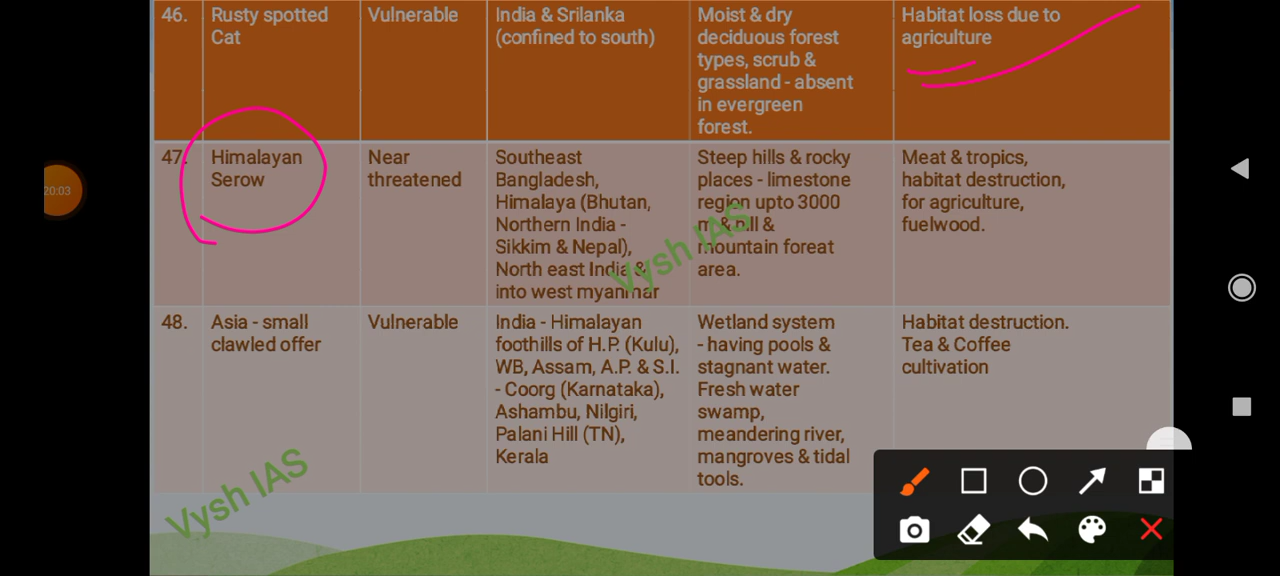 46.
Rusty spotted
Cat
Vulnerable
India & Srilanka
(confined to south)
Moist & dry
deciduous forest
types, scrub &
grassland - absent
in evergreen
forest.
Habitat loss due to
agriculture
20:03
47.
Himalayan
Serow
Near
threatened
Southeast
Bangladesh,
Himalaya (Bhutan,
Northern India -
Sikkim & Nepal),
North east India &
into west myanmar
Steep hills & rocky
places - limestone
region upto 3000
m & hill &
mountain foreat
area.
Meat & tropics,
habitat destruction,
for agriculture,
fuelwood.
Vysh IAS
48.
Asia - small
clawled offer
Vulnerable
India - Himalayan
foothills of H.P. (Kulu),
WB, Assam, A.P. & S.I.
- Coorg (Karnataka),
Ashambu, Nilgiri,
Palani Hill (TN),
Kerala
Wetland system
- having pools &
stagnant water.
Fresh water
swamp,
meandering river,
mangroves & tidal
tools.
Habitat destruction.
Tea & Coffee
cultivation
Vysh IAS